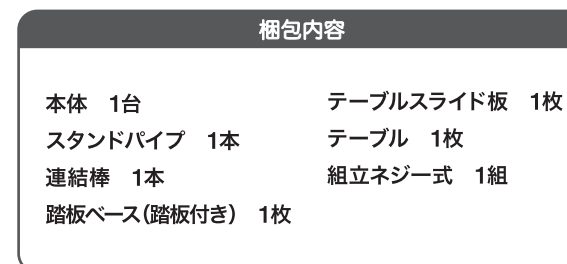 梱包内容
本体　1台
スタンドパイプ　1本
連結棒　1本
踏板ベース（踏板付き）　1枚
テーブルスライド板　1枚
テーブル　1枚
組立ネジ一式　1組